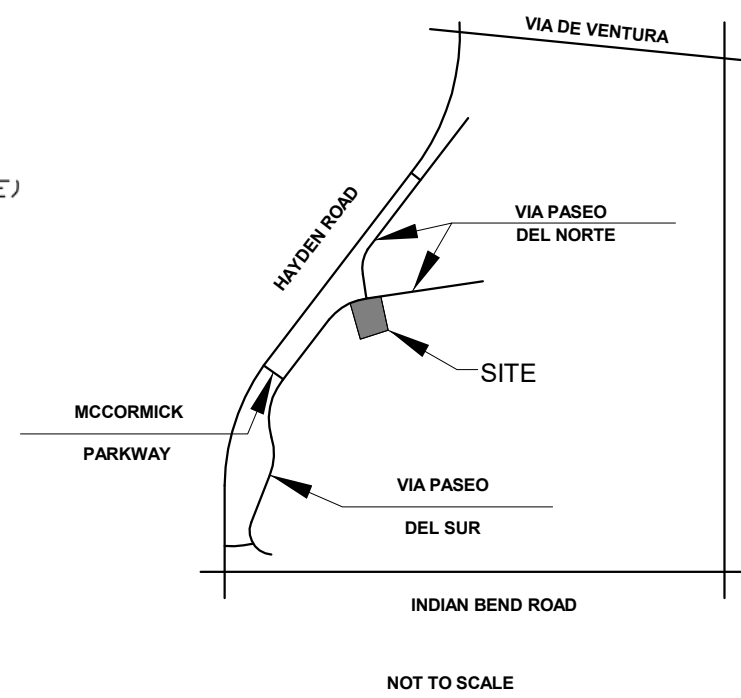 VIA DE VENTURA
E)
HAYDEN ROAD
VIA PASEO
DEL NORTE
SITE
MCCORMICK
PARKWAY
VIA PASEO
DEL SUR
INDIAN BEND ROAD
NOT TO SCALE